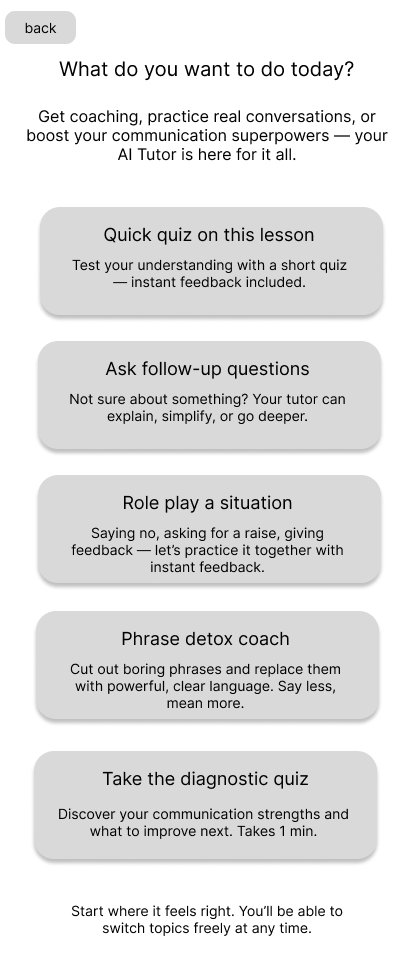 back
What do you want to do today?
Get coaching, practice real conversations, or
boost your communication superpowers — your
AI Tutor is here for it all.
Quick quiz on this lesson
Test your understanding with a short quiz
— instant feedback included.
Ask follow-up questions
Not sure about something? Your tutor can
explain, simplify, or go deeper.
Role play a situation
Saying no, asking for a raise, giving
feedback — let’s practice it together with
instant feedback.
Phrase detox coach
Cut out boring phrases and replace them
with powerful, clear language. Say less,
mean more.
Take the diagnostic quiz
Discover your communication strengths and
what to improve next. Takes 1 min.
Start where it feels right. You’ll be able to
switch topics freely at any time.